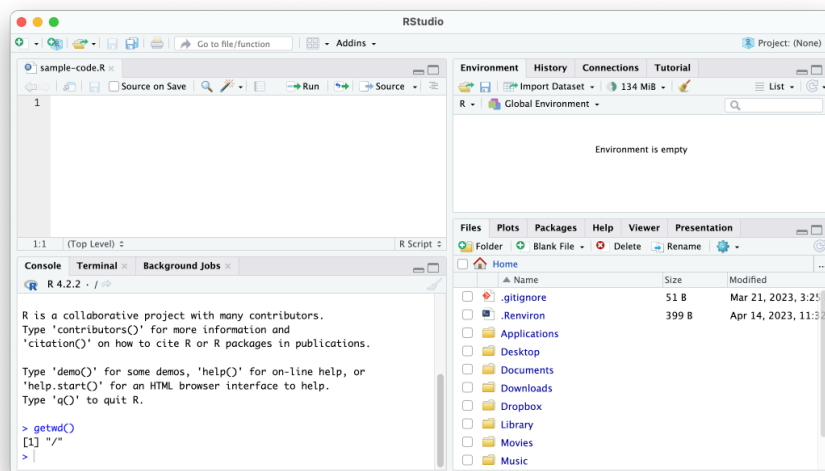 RStudio
Go to file/function
Addins
Project: (None)
sample-code.R
Source on Save
Run
Source
1
1:1
(Top Level)
R Script
Console Terminal Background Jobs
R 4.2.2 · /
R is a collaborative project with many contributors.
Type 'contributors()' for more information and
'citation()' on how to cite R or R packages in publications.
Type 'demo()' for some demos, 'help()' for on-line help, or
'help.start()' for an HTML browser interface to help.
Type 'q()' to quit R.
> getwd()
[1] "/"
>
Environment History Connections Tutorial
Import Dataset 134 MiB List
R Global Environment
Environment is empty
Files Plots Packages Help Viewer Presentation
Folder Blank File Delete Rename
Home
Name Size Modified
.gitignore 51 B Mar 21, 2023, 3:25
.Renviron 399 B Apr 14, 2023, 11:32
Applications
Desktop
Documents
Downloads
Dropbox
Library
Movies
Music